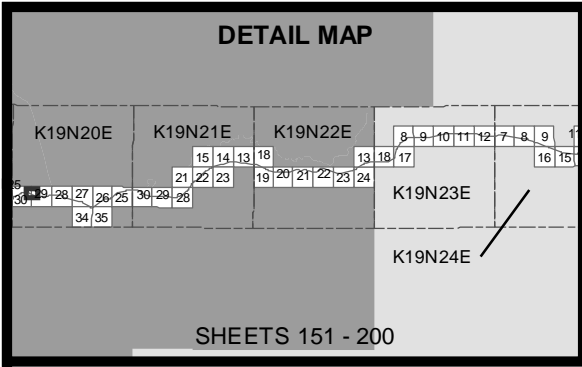 DETAIL MAP
K19N20E K19N21E K19N22E
8 9 10 11 12 7 8 9
15 14 13 18 13 18 17 16 15
21 22 23 19 20 21 22 23 24
K19N23E
29 28 27 26 25 30 29 28
30
34 35
K19N24E
SHEETS 151 - 200